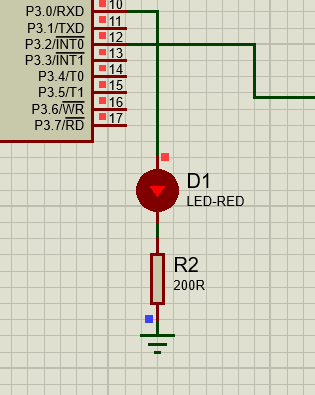 P3.0/RXD 10
P3.1/TXD 11
P3.2/INT0 12
P3.3/INT1 13
P3.4/T0 14
P3.5/T1 15
P3.6/WR 16
P3.7/RD 17
D1
LED-RED
R2
200R